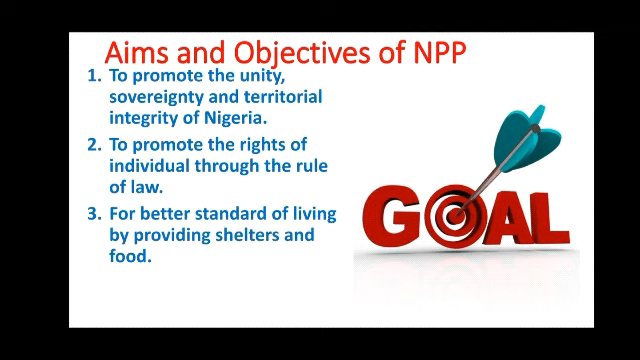 Aims and Objectives of NPP
1. To promote the unity,
sovereignty and territorial
integrity of Nigeria.
2. To promote the rights of
individual through the rule
of law.
3. For better standard of living
by providing shelters and
food.
GOAL